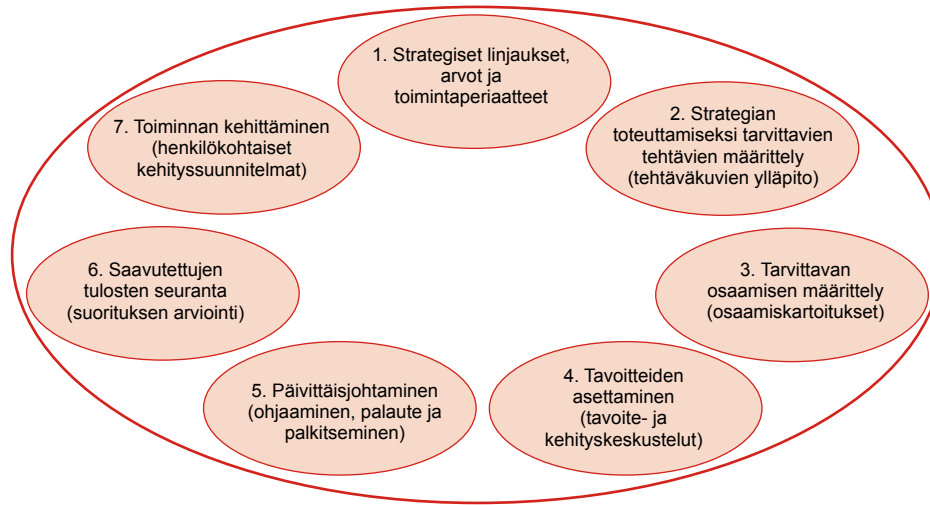 1. Strategiset linjaukset,
arvot ja
toimintaperiaatteet
2. Strategian
toteuttamiseksi tarvittavien
tehtävien määrittely
(tehtäväkuvien ylläpito)
3. Tarvittavan
osaamisen määrittely
(osaamiskartoitukset)
4. Tavoitteiden
asettaminen
(tavoite- ja
kehityskeskustelut)
5. Päivittäisjohtaminen
(ohjaaminen, palaute ja
palkitseminen)
6. Saavutettujen
tulosten seuranta
(suorituksen arviointi)
7. Toiminnan kehittäminen
(henkilökohtaiset
kehityssuunnitelmat)